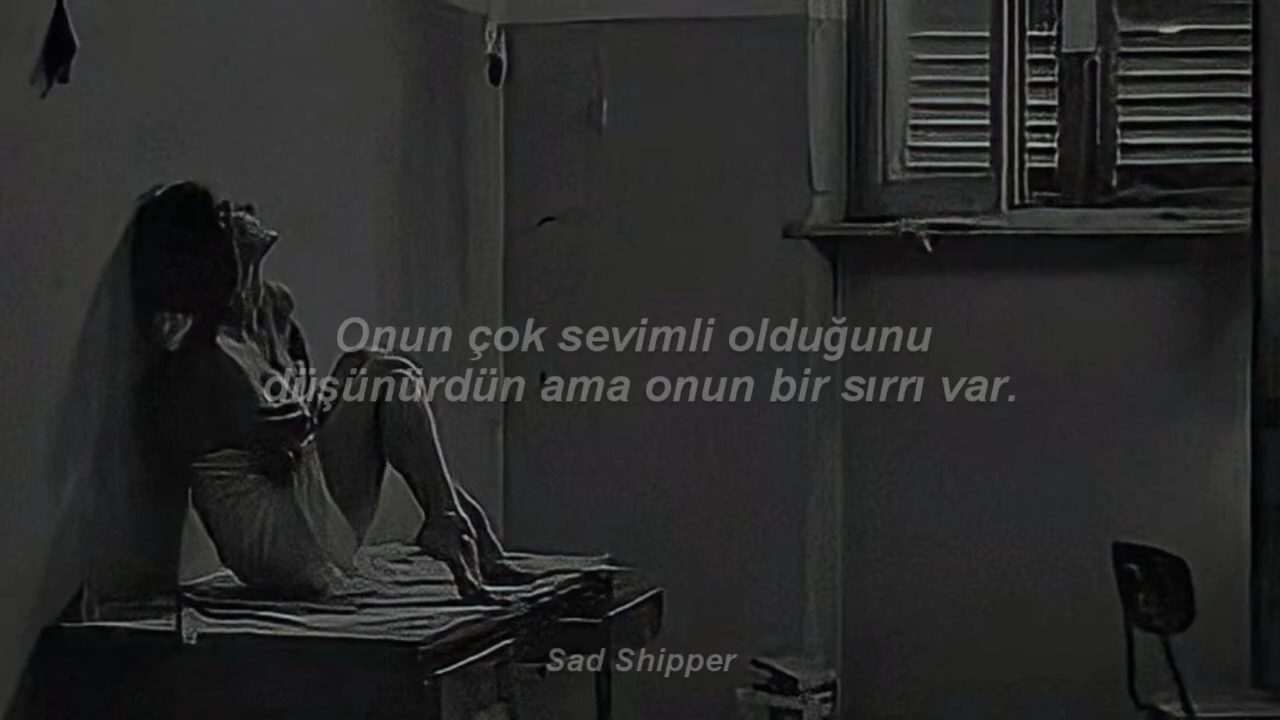 Onun çok sevimli olduğunu
düşünürdün ama onun bir sırrı var.
Sad Shipper